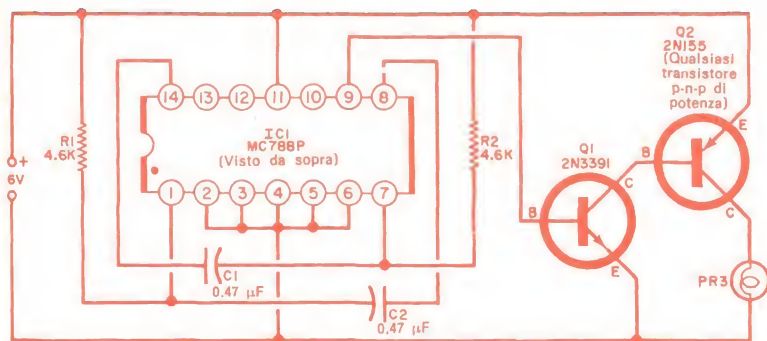 Q2
2N155
(Qualsiasi
transistore
p-n-p di
potenza)
14 13 12 11 10 9 8
R1
4.6K
IC1
MC788P
(Visto da sopra)
R2
4.6K
+
6V
Q1
2N3391
B
C
E
B
E
C
1 2 3 4 5 6 7
C1
0.47 µF
C2
0.47 µF
PR3